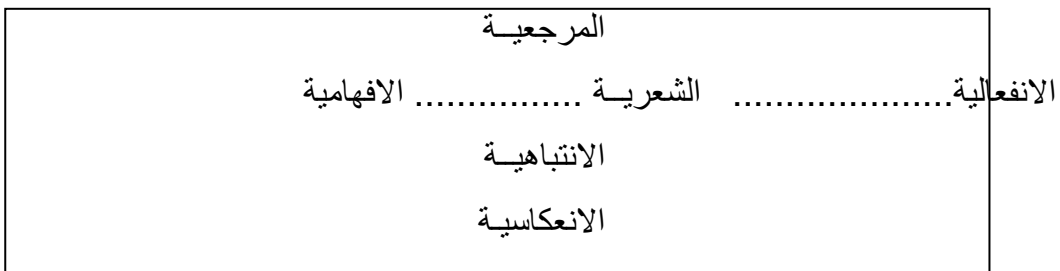 المرجعيــة
الانفعالية..................... الشعريــة ................ الافهامية
الانتباهيــة
الانعكاسيــة